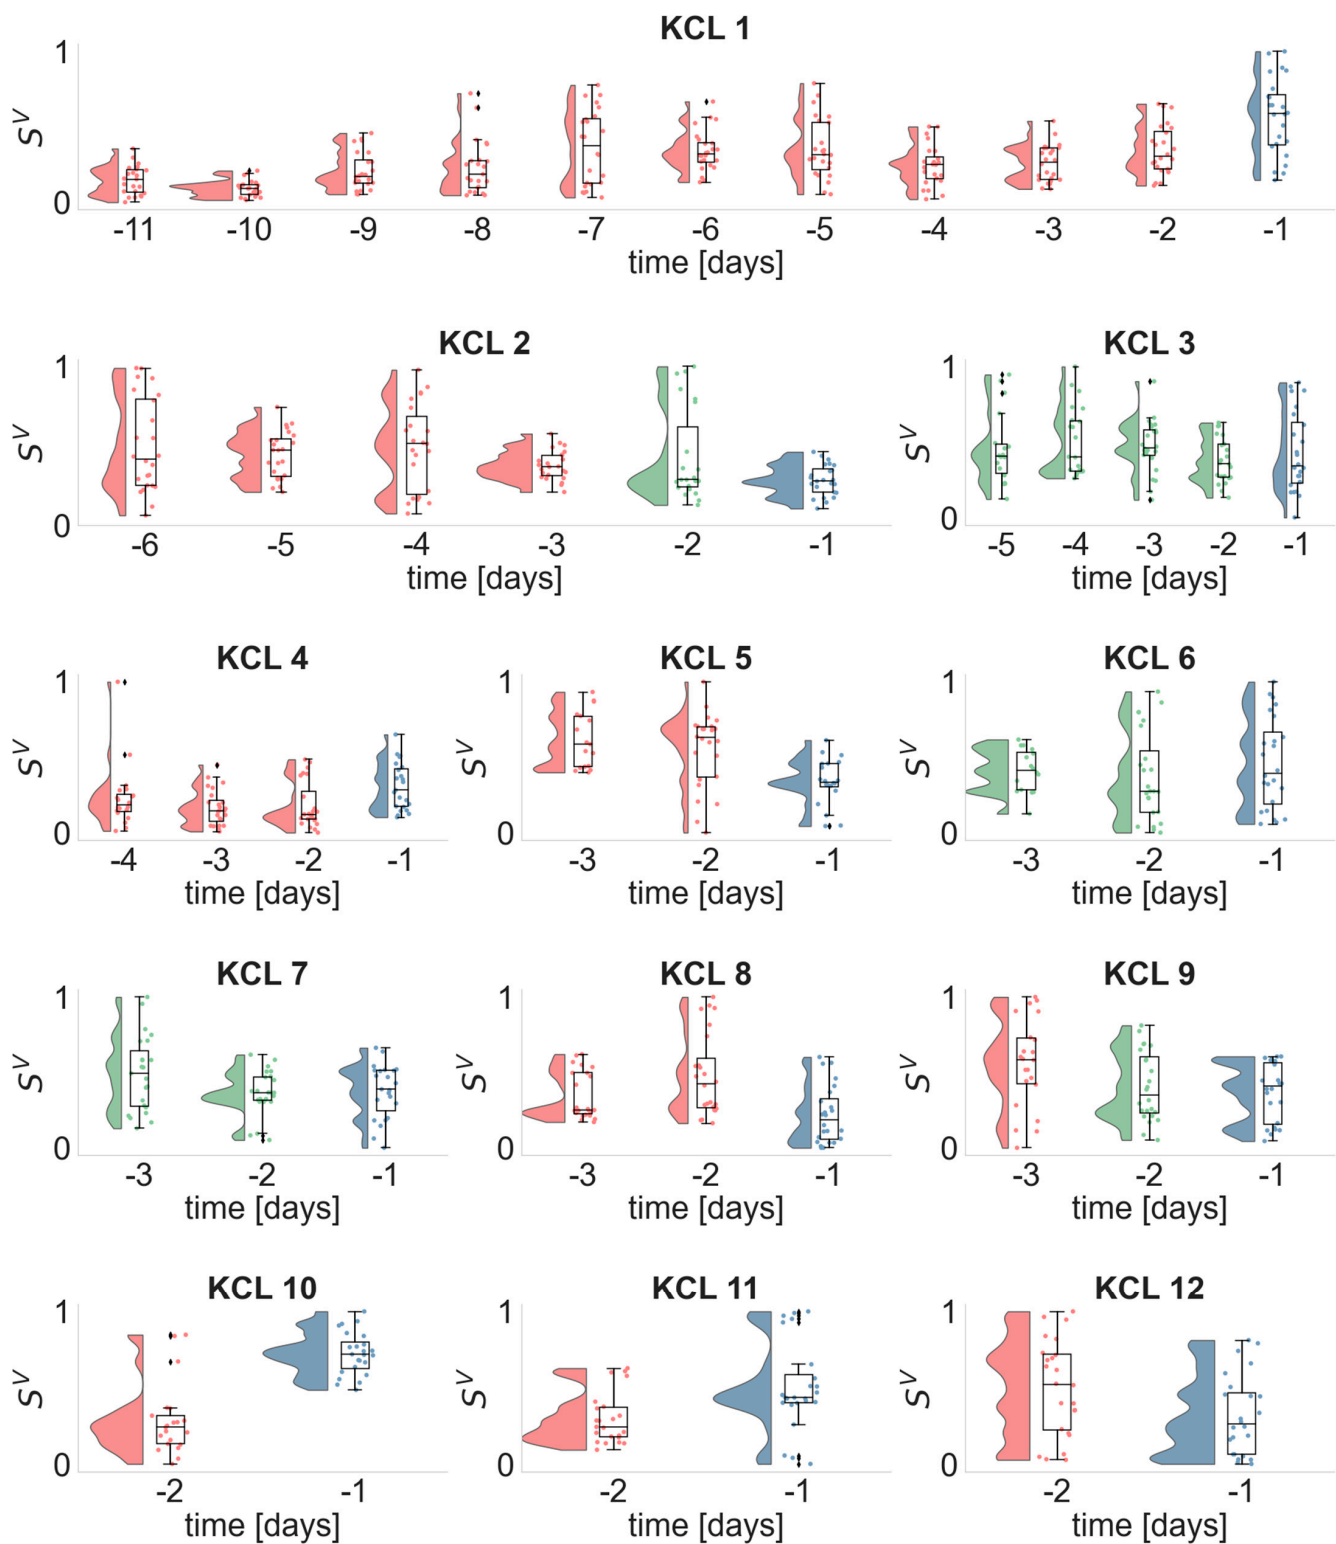 KCL 1
1
S^V
0
-11 -10 -9 -8 -7 -6 -5 -4 -3 -2 -1
time [days]
KCL 2 KCL 3
1 1
S^V
0 0
-6 -5 -4 -3 -2 -1 -5 -4 -3 -2 -1
time [days] time [days]
KCL 4 KCL 5 KCL 6
1 1 1
S^V S^V S^V
0 0 0
-4 -3 -2 -1 -3 -2 -1 -3 -2 -1
time [days] time [days] time [days]
KCL 7 KCL 8 KCL 9
1 1 1
S^V S^V S^V
0 0 0
-3 -2 -1 -3 -2 -1 -3 -2 -1
time [days] time [days] time [days]
KCL 10 KCL 11 KCL 12
1 1 1
S^V S^V S^V
0 0 0
-2 -1 -2 -1 -2 -1
time [days] time [days] time [days]